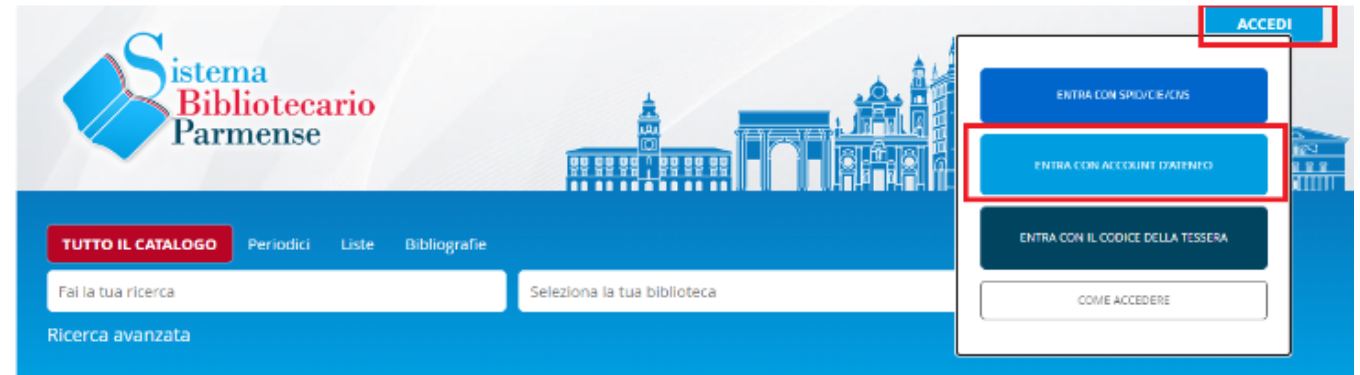 ACCEDI
Sistema
Bibliotecario
Parmense
ENTRA CON SPID/CIE/CNS
ENTRA CON ACCOUNT D'ATENEO
ENTRA CON IL CODICE DELLA TESSERA
COME ACCEDERE
TUTTO IL CATALOGO Periodici Liste Bibliografie
Fai la tua ricerca Seleziona la tua biblioteca
Ricerca avanzata